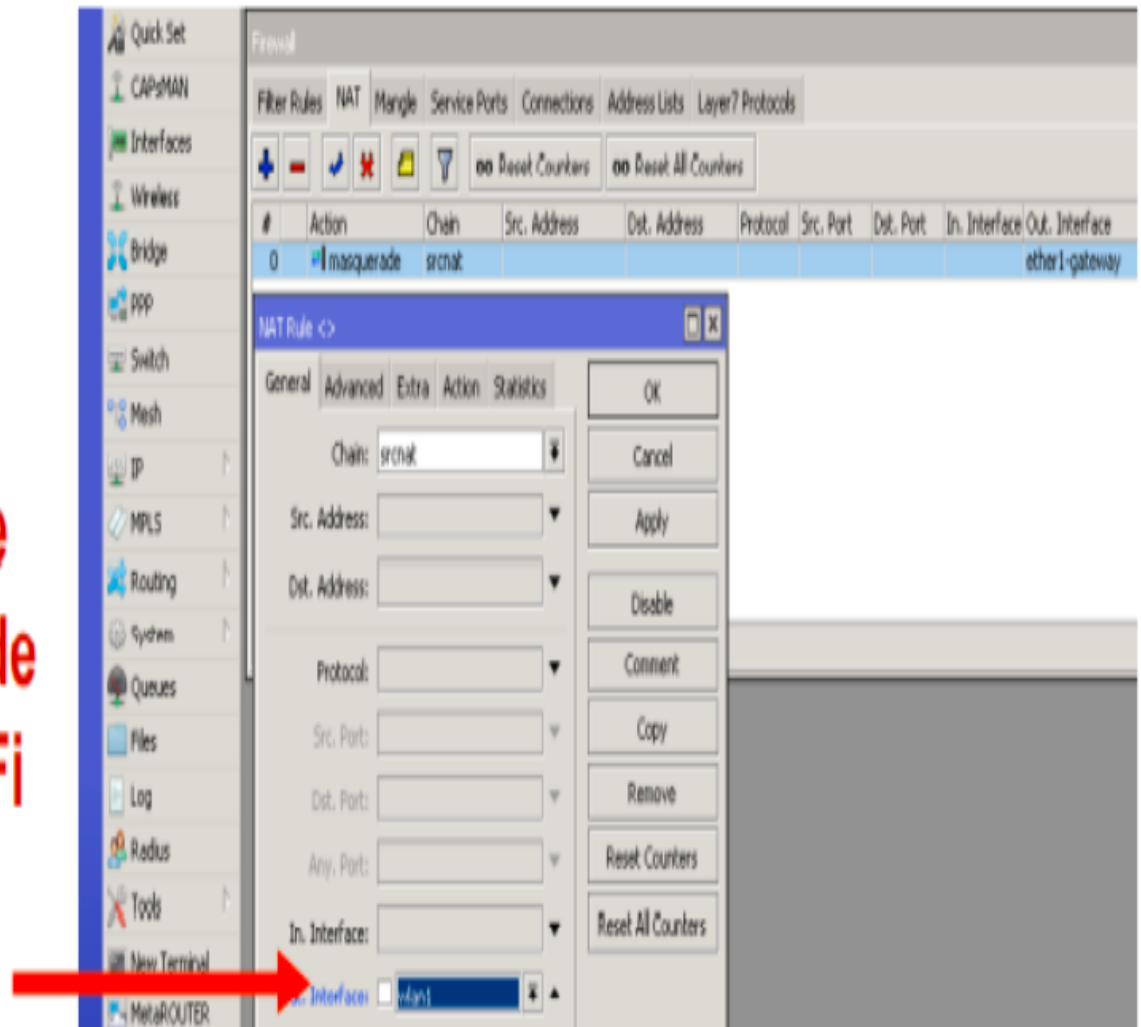 Quick Set
CAPsMAN
Interfaces
Wireless
Bridge
PPP
Switch
Mesh
IP
MPLS
Routing
System
Queues
Files
Log
Radius
Tools
New Terminal
MetaROUTER
Firewall
Filter Rules NAT Mangle Service Ports Connections Address Lists Layer7 Protocols
00 Reset Counters 00 Reset All Counters
# Action Chain Src. Address Dst. Address Protocol Src. Port Dst. Port In. Interface Out. Interface
0 masquerade srcnat ether1-gateway
NAT Rule <>
General Advanced Extra Action Statistics
Chain: srcnat
Src. Address:
Dst. Address:
Protocol:
Src. Port:
Dst. Port:
Any. Port:
In. Interface:
Interface: wlan1
OK
Cancel
Apply
Disable
Comment
Copy
Remove
Reset Counters
Reset All Counters